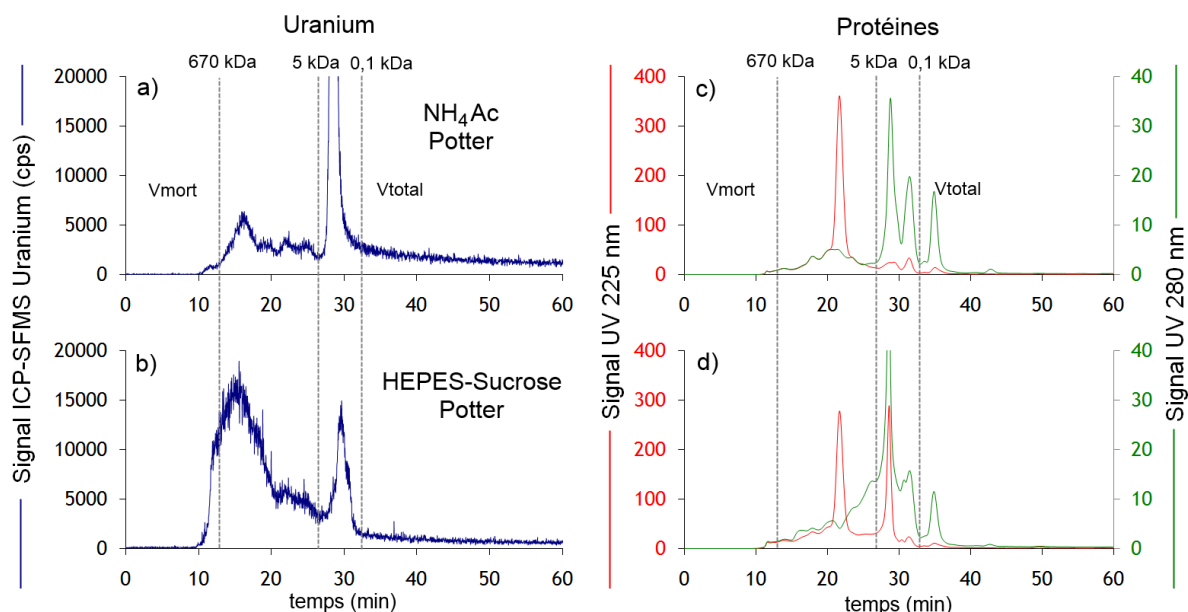 Uranium
Protéines
670 kDa
5 kDa
0,1 kDa
670 kDa
5 kDa
0,1 kDa
Signal ICP-SFMS Uranium (cps)
20000
15000
10000
5000
0
a)
NH₄Ac
Potter
Vmort
Vtotal
0 10 20 30 40 50 60
Signal UV 225 nm
400
300
200
100
0
c)
Vmort
Vtotal
40
30
20
10
0
Signal UV 280 nm
0 10 20 30 40 50 60
20000
15000
10000
5000
0
b)
HEPES-Sucrose
Potter
0 10 20 30 40 50 60
temps (min)
400
300
200
100
0
d)
40
30
20
10
0
0 10 20 30 40 50 60
temps (min)